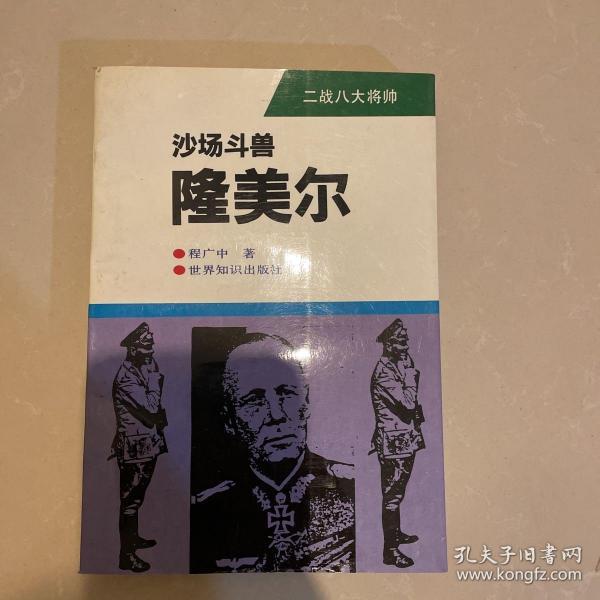 二战八大将帅
沙场斗兽
隆美尔
●程广中 著
●世界知识出版社
孔夫子旧书网
www.kongfz.com